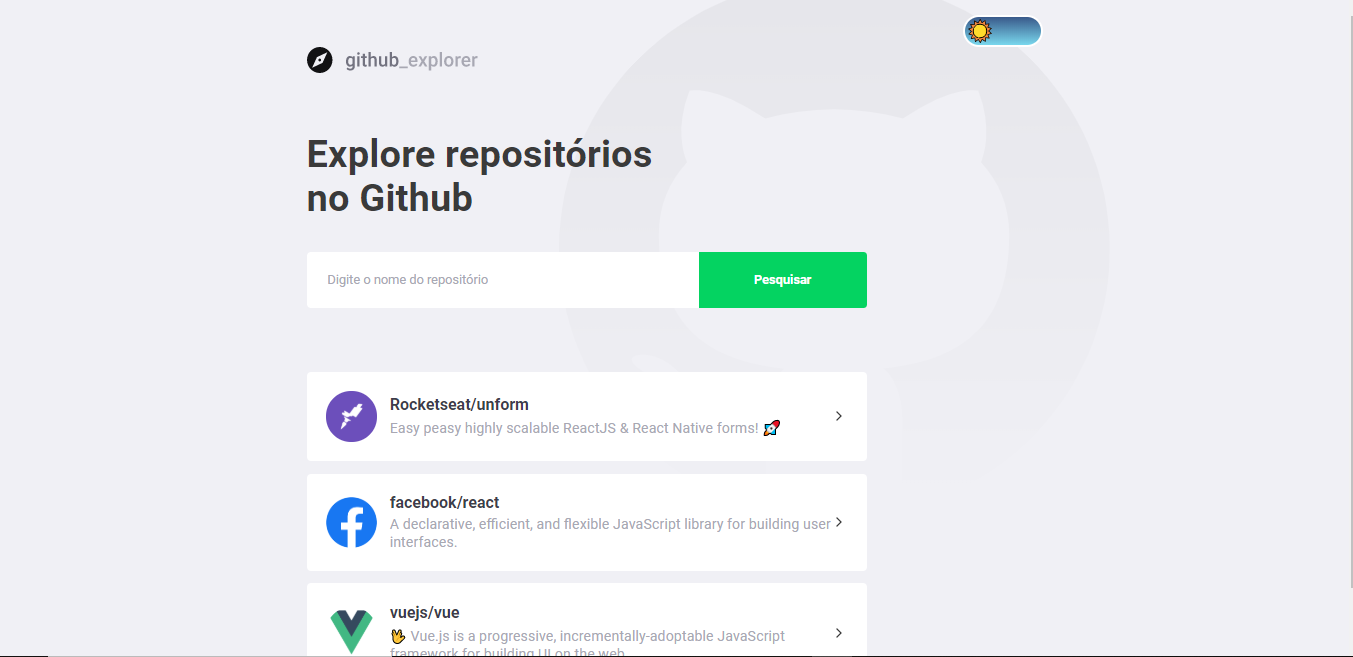 github_explorer
Explore repositórios
no Github
Digite o nome do repositório
Pesquisar
Rocketseat/unform
Easy peasy highly scalable ReactJS & React Native forms! 🚀
facebook/react
A declarative, efficient, and flexible JavaScript library for building user
interfaces.
vuejs/vue
🖖 Vue.js is a progressive, incrementally-adoptable JavaScript
framework for building UI on the web.